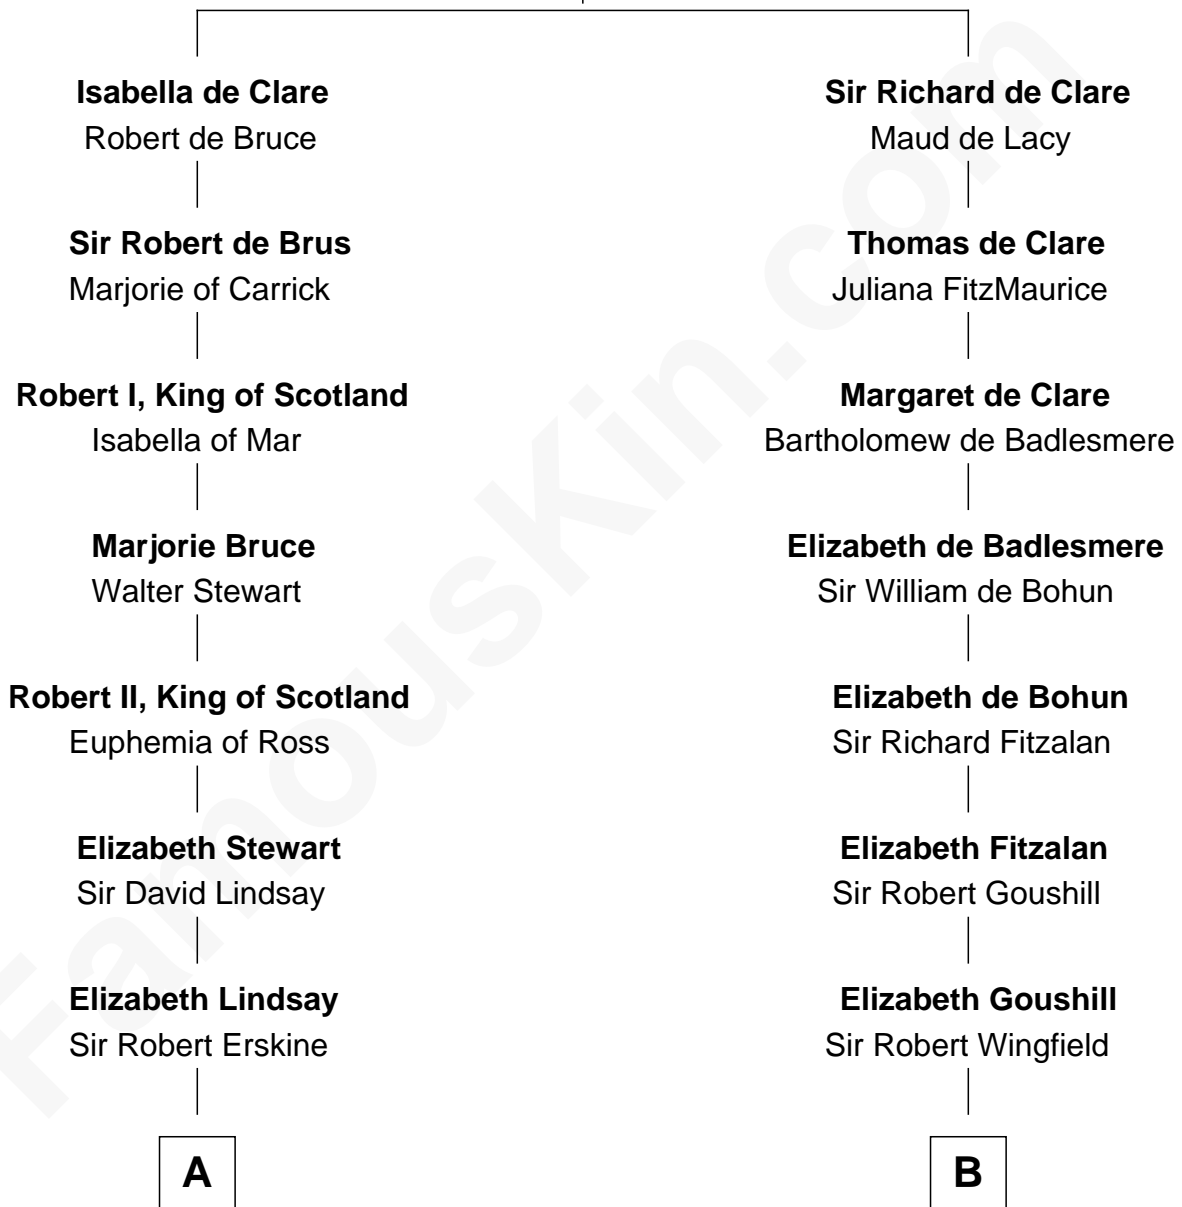 Isabella de Clare
Robert de Bruce
Sir Robert de Brus
Marjorie of Carrick
Robert I, King of Scotland
Isabella of Mar
Marjorie Bruce
Walter Stewart
Robert II, King of Scotland
Euphemia of Ross
Elizabeth Stewart
Sir David Lindsay
Elizabeth Lindsay
Sir Robert Erskine
A
Sir Richard de Clare
Maud de Lacy
Thomas de Clare
Juliana FitzMaurice
Margaret de Clare
Bartholomew de Badlesmere
Elizabeth de Badlesmere
Sir William de Bohun
Elizabeth de Bohun
Sir Richard Fitzalan
Elizabeth Fitzalan
Sir Robert Goushill
Elizabeth Goushill
Sir Robert Wingfield
B
FamousKin.com